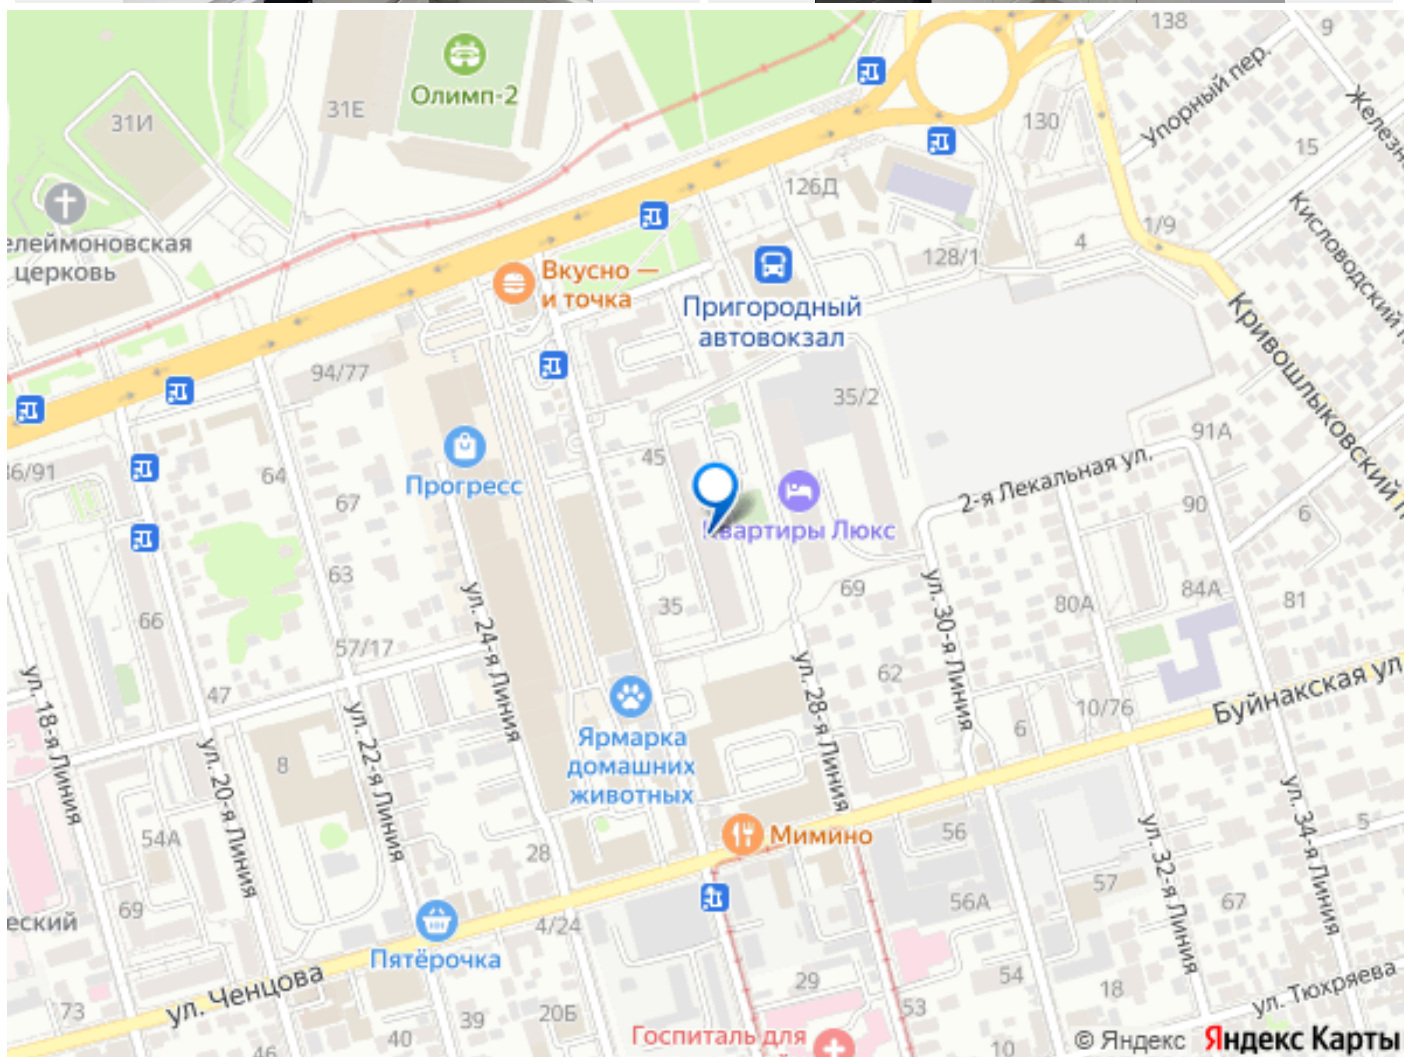 138
9
Упорный пер.
Железн
31Е
Олимп-2
130
31И
15
126Д
Кисловодский п
1/9
4
128/1
елеймоновская
церковь
Вкусно —
и точка
Пригородный
автовокзал
Кривошлыковский п
94/77
35/2
91А
45
2-я Лекальная ул.
86/91
64
Прогресс
67
90
6
Квартиры Люкс
63
69
84А
80А
81
66
35
ул. 24-я Линия
ул. 30-я Линия
57/17
62
ул. 18-я Линия
47
ул. 28-я Линия
10/76
Буйнакская ул
6
ул. 22-я Линия
ул. 20-я Линия
8
Ярмарка
домашних
животных
ул. 34-я Линия
54А
Мимино
56
5
28
ул. 32-я Линия
57
67
69
56А
еский
4/24
Пятёрочка
ул. Ченцова
54
29
18
ул. Тюхряева
73
53
39
20Б
40
46
Госпиталь для
10
© Яндекс Яндекс Карты